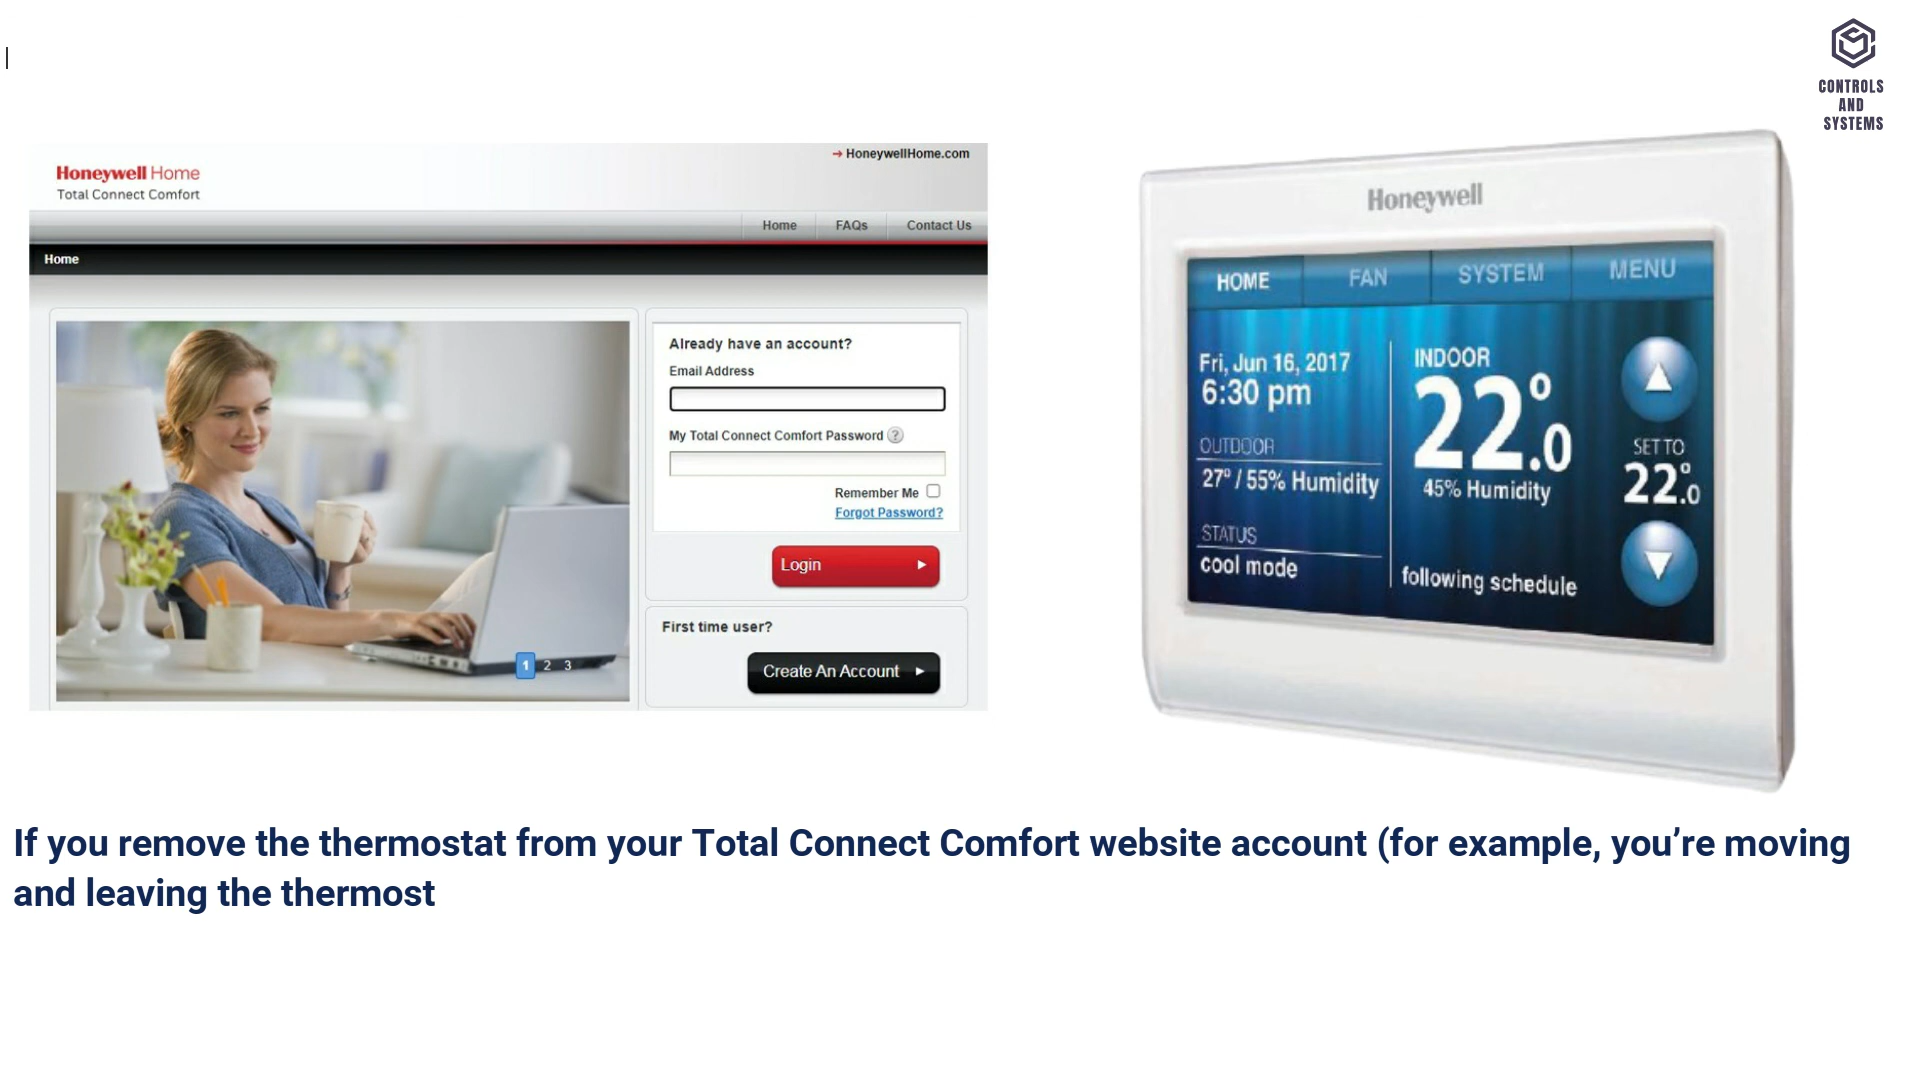 CONTROLS
AND
SYSTEMS
→ HoneywellHome.com
Honeywell Home
Total Connect Comfort
Home FAQs Contact Us
Home
Already have an account?
Email Address
My Total Connect Comfort Password ?
Remember Me
Forgot Password?
Login
First time user?
Create An Account
1 2 3
Honeywell
HOME FAN SYSTEM MENU
Fri, Jun 16, 2017
6:30 pm
OUTDOOR
27° / 55% Humidity
STATUS
cool mode
INDOOR
22.0°
45% Humidity
following schedule
SET TO
22.0°
If you remove the thermostat from your Total Connect Comfort website account (for example, you’re moving
and leaving the thermost